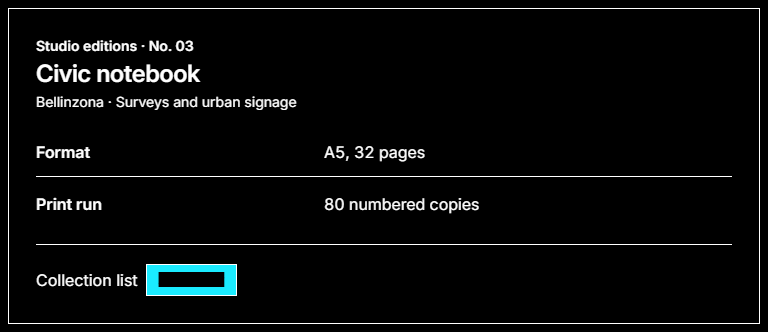 Studio editions · No. 03
Civic notebook
Bellinzona · Surveys and urban signage
Format A5, 32 pages
Print run 80 numbered copies
Collection list